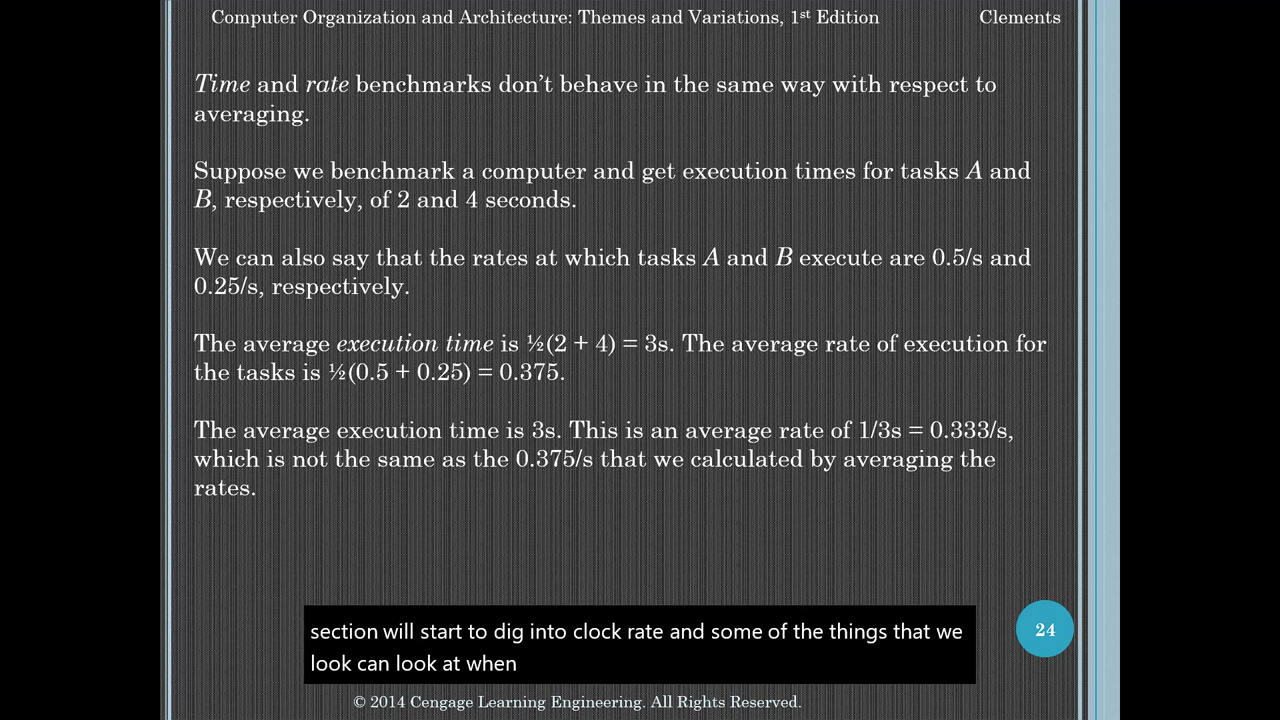 Computer Organization and Architecture: Themes and Variations, 1st Edition Clements
Time and rate benchmarks don’t behave in the same way with respect to
averaging.
Suppose we benchmark a computer and get execution times for tasks A and
B, respectively, of 2 and 4 seconds.
We can also say that the rates at which tasks A and B execute are 0.5/s and
0.25/s, respectively.
The average execution time is ½(2 + 4) = 3s. The average rate of execution for
the tasks is ½(0.5 + 0.25) = 0.375.
The average execution time is 3s. This is an average rate of 1/3s = 0.333/s,
which is not the same as the 0.375/s that we calculated by averaging the
rates.
section will start to dig into clock rate and some of the things that we
look can look at when
24
© 2014 Cengage Learning Engineering. All Rights Reserved.